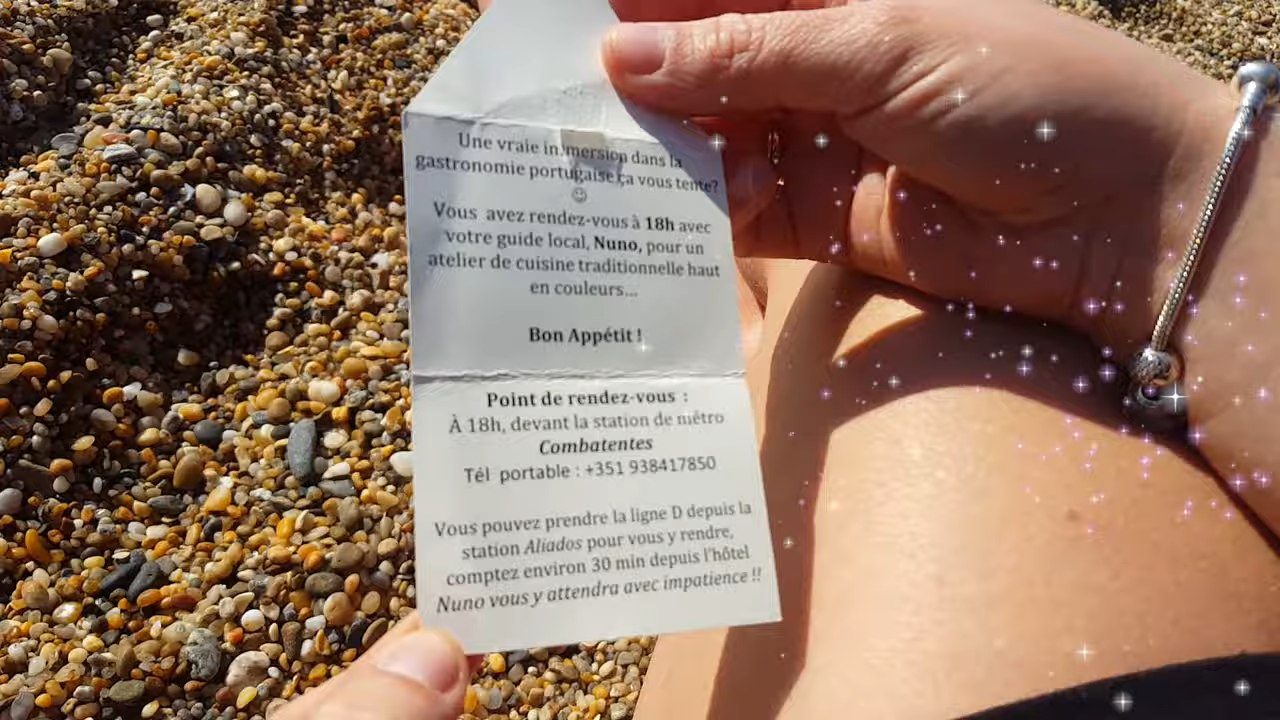 Une vraie immersion dans la
gastronomie portugaise ça vous tente?
☺
Vous avez rendez-vous à 18h avec
votre guide local, Nuno, pour un
atelier de cuisine traditionnelle haut
en couleurs...
Bon Appétit !
Point de rendez-vous :
À 18h, devant la station de métro
Combatentes
Tél portable : +351 938417850
Vous pouvez prendre la ligne D depuis la
station Aliados pour vous y rendre,
comptez environ 30 min depuis l'hôtel
Nuno vous y attendra avec impatience !!